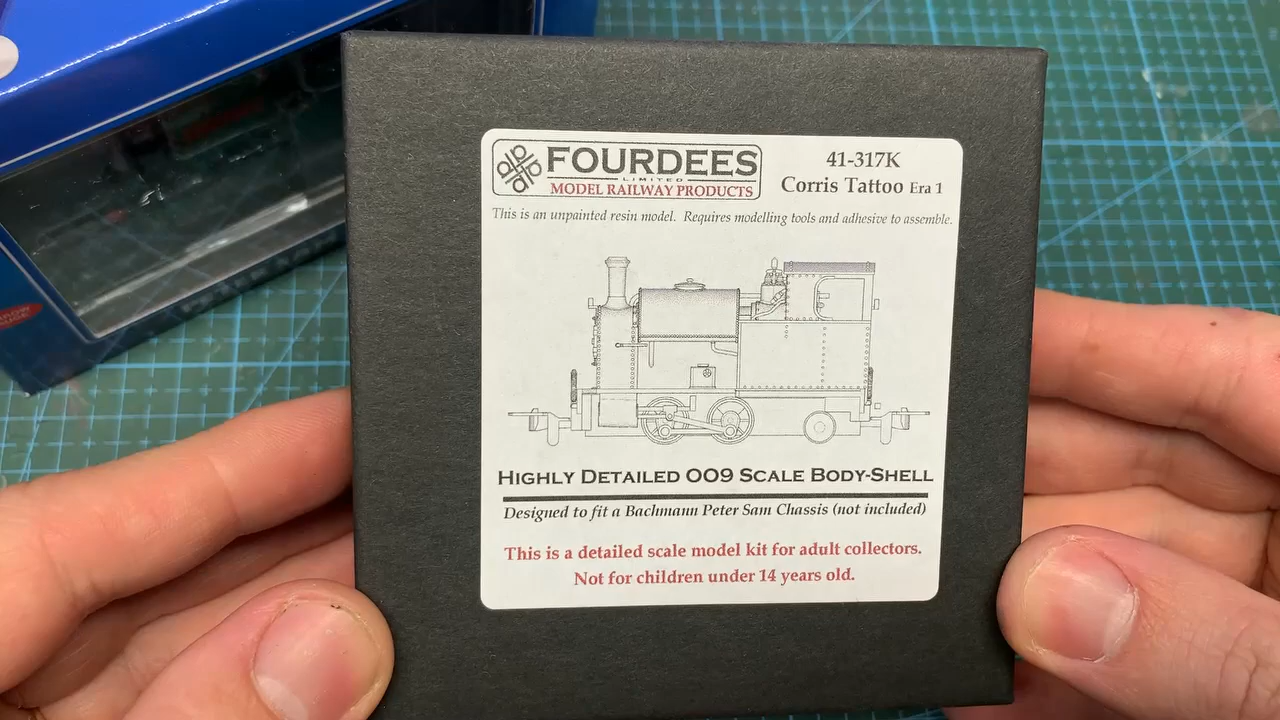 FOURDEES
LIMITED
MODEL RAILWAY PRODUCTS
41-317K
Corris Tattoo Era 1
This is an unpainted resin model. Requires modelling tools and adhesive to assemble.
HIGHLY DETAILED OO9 SCALE BODY-SHELL
Designed to fit a Bachmann Peter Sam Chassis (not included)
This is a detailed scale model kit for adult collectors.
Not for children under 14 years old.